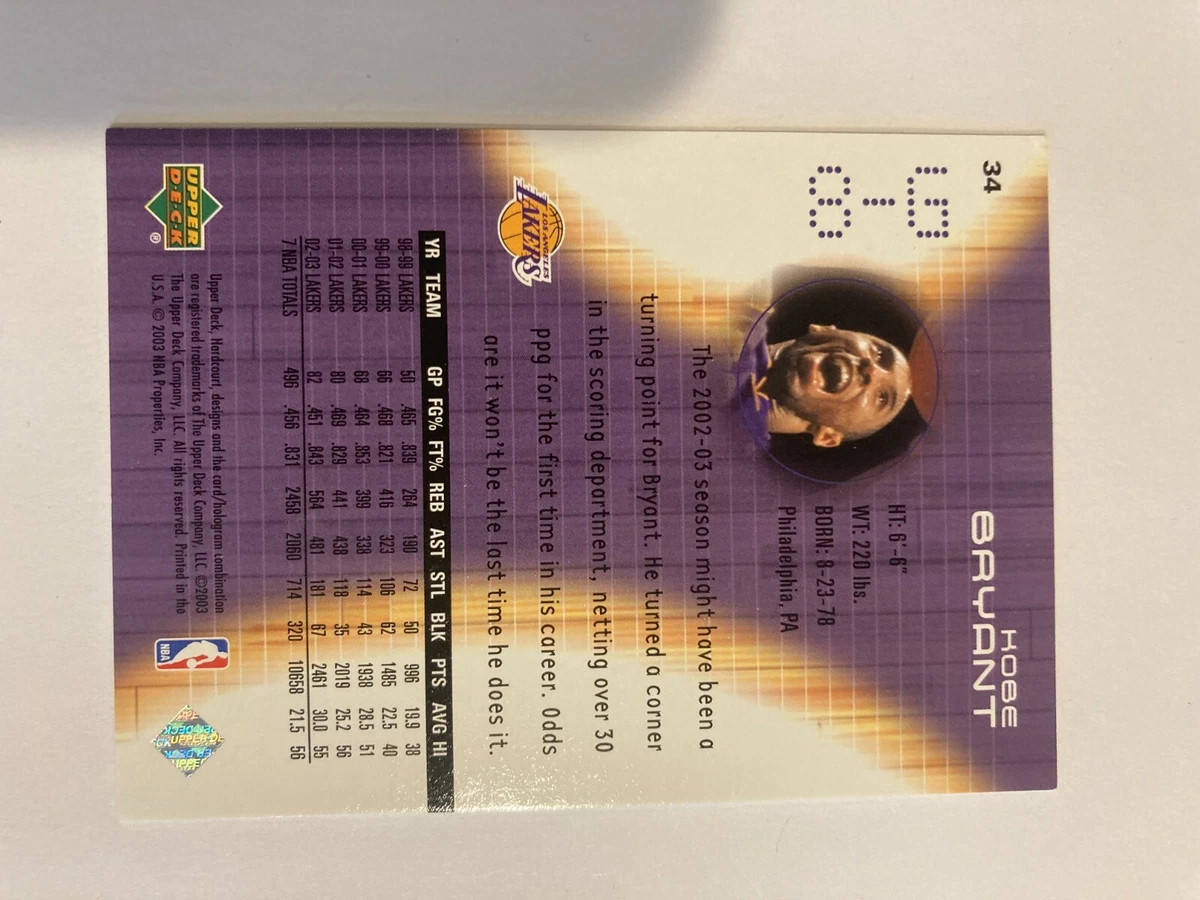 34
G-8
KOBE
BRYANT
HT: 6'-6"
WT: 220 lbs.
BORN: 8-23-78
Philadelphia, PA
The 2002-03 season might have been a
turning point for Bryant. He turned a corner
in the scoring department, netting over 30
ppg for the first time in his career. Odds
are it won't be the last time he does it.
LOS ANGELES
LAKERS
YR TEAM GP FG% FT% REB AST STL BLK PTS AVG HI
98-99 LAKERS 50 .465 .839 264 190 72 50 996 19.9 38
99-00 LAKERS 66 .468 .821 416 323 106 62 1485 22.5 40
00-01 LAKERS 68 .464 .853 399 338 114 43 1938 28.5 51
01-02 LAKERS 80 .469 .829 441 438 118 35 2019 25.2 56
02-03 LAKERS 82 .451 .843 564 481 181 67 2461 30.0 55
7 NBA TOTALS 496 .456 .831 2458 2060 714 320 10658 21.5 56
UPPER
D·E·C·K
®
Upper Deck, Hardcourt, designs and the card/hologram combination
are registered trademarks of The Upper Deck Company, LLC. ©2003
The Upper Deck Company, LLC. All rights reserved. Printed in the
U.S.A. © 2003 NBA Properties, Inc.
NBA